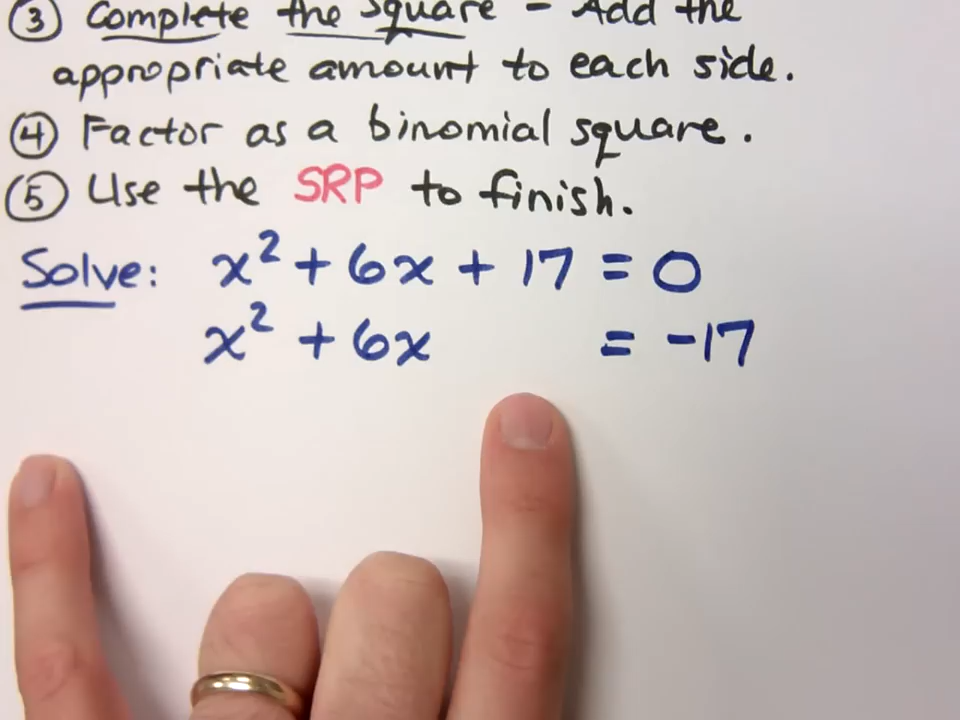 ③ Complete the square - Add the
appropriate amount to each side.
④ Factor as a binomial square.
⑤ Use the SRP to finish.
Solve: x² + 6x + 17 = 0
x² + 6x = -17